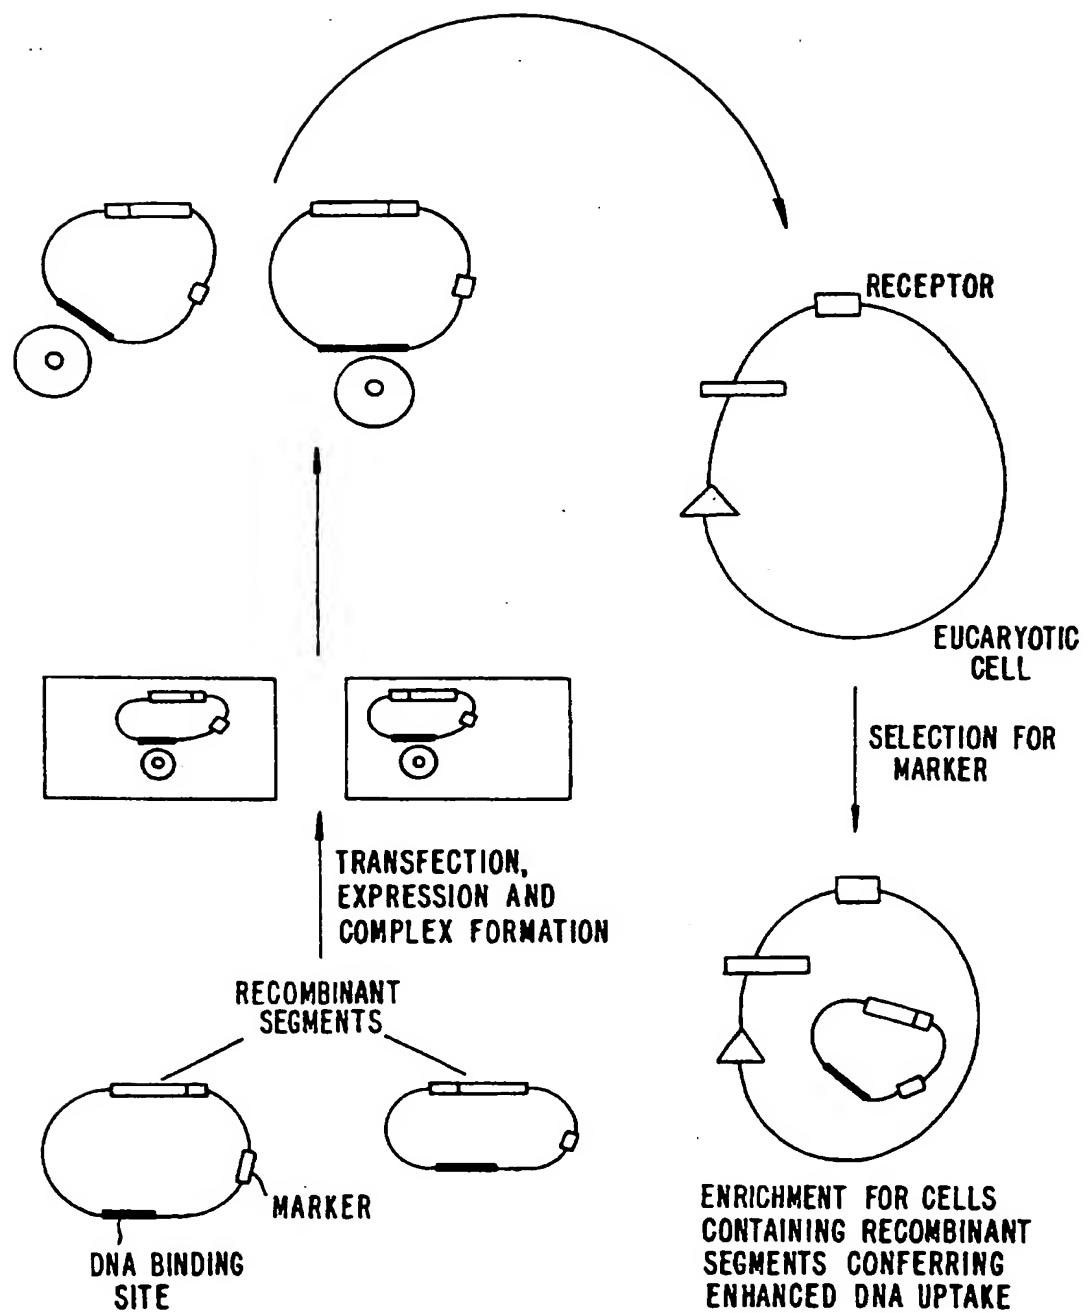 RECEPTOR
EUCARYOTIC
CELL
SELECTION FOR
MARKER
TRANSFECTION,
EXPRESSION AND
COMPLEX FORMATION
RECOMBINANT
SEGMENTS
MARKER
DNA BINDING
SITE
ENRICHMENT FOR CELLS
CONTAINING RECOMBINANT
SEGMENTS CONFERRING
ENHANCED DNA UPTAKE